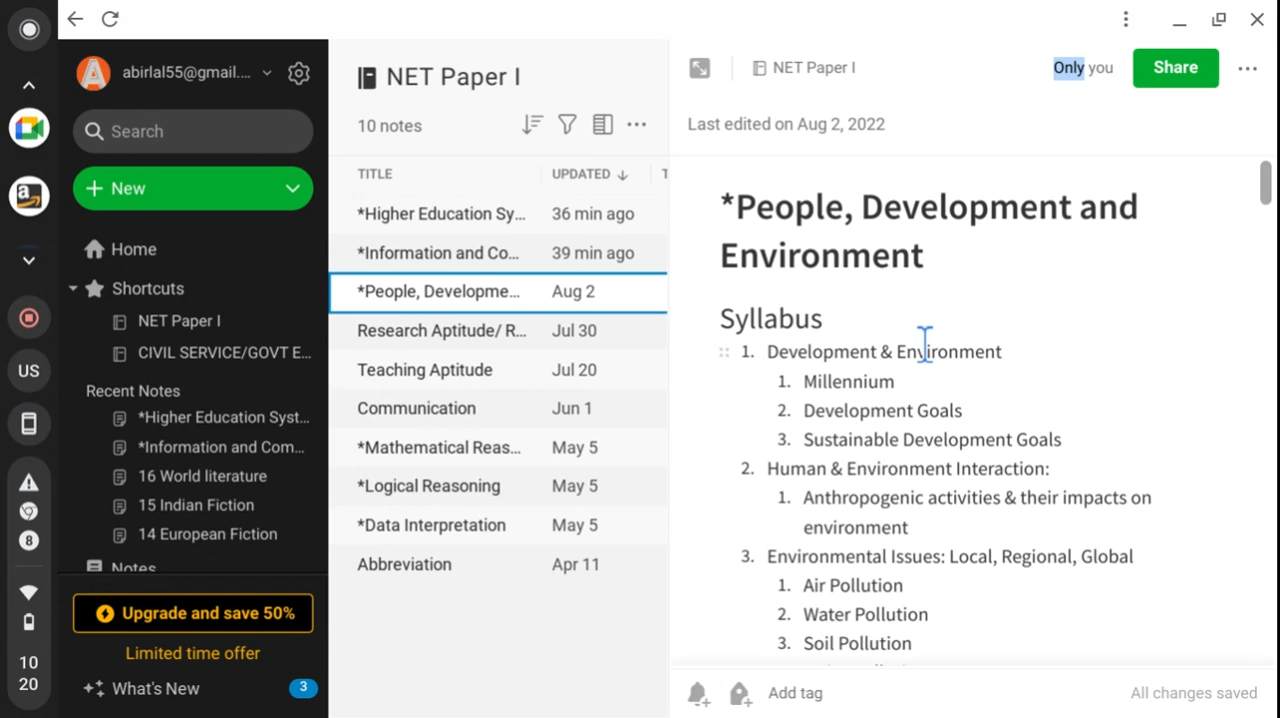 US
8
10
20
A
abirlal55@gmail....
Search
+ New
Home
Shortcuts
NET Paper I
CIVIL SERVICE/GOVT E...
Recent Notes
*Higher Education Syst...
*Information and Com...
16 World literature
15 Indian Fiction
14 European Fiction
Notes
Upgrade and save 50%
Limited time offer
What's New
3
NET Paper I
10 notes
TITLE UPDATED ↓ T
*Higher Education Sy... 36 min ago
*Information and Co... 39 min ago
*People, Developme... Aug 2
Research Aptitude/ R... Jul 30
Teaching Aptitude Jul 20
Communication Jun 1
*Mathematical Reas... May 5
*Logical Reasoning May 5
*Data Interpretation May 5
Abbreviation Apr 11
NET Paper I
Only you
Share
Last edited on Aug 2, 2022
*People, Development and
Environment
Syllabus
1. Development & Environment
1. Millennium
2. Development Goals
3. Sustainable Development Goals
2. Human & Environment Interaction:
1. Anthropogenic activities & their impacts on
environment
3. Environmental Issues: Local, Regional, Global
1. Air Pollution
2. Water Pollution
3. Soil Pollution
Add tag
All changes saved